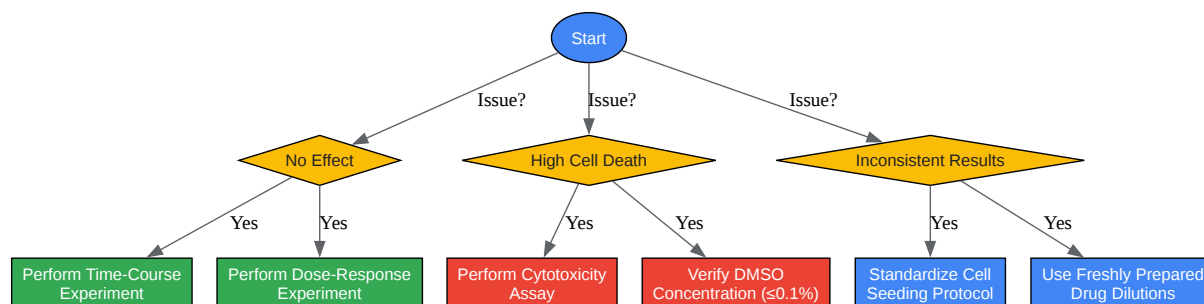 Start
Issue?
Issue?
Issue?
No Effect
High Cell Death
Inconsistent Results
Yes
Yes
Yes
Yes
Yes
Yes
Perform Time-Course
Experiment
Perform Dose-Response
Experiment
Perform Cytotoxicity
Assay
Verify DMSO
Concentration (≤0.1%)
Standardize Cell
Seeding Protocol
Use Freshly Prepared
Drug Dilutions